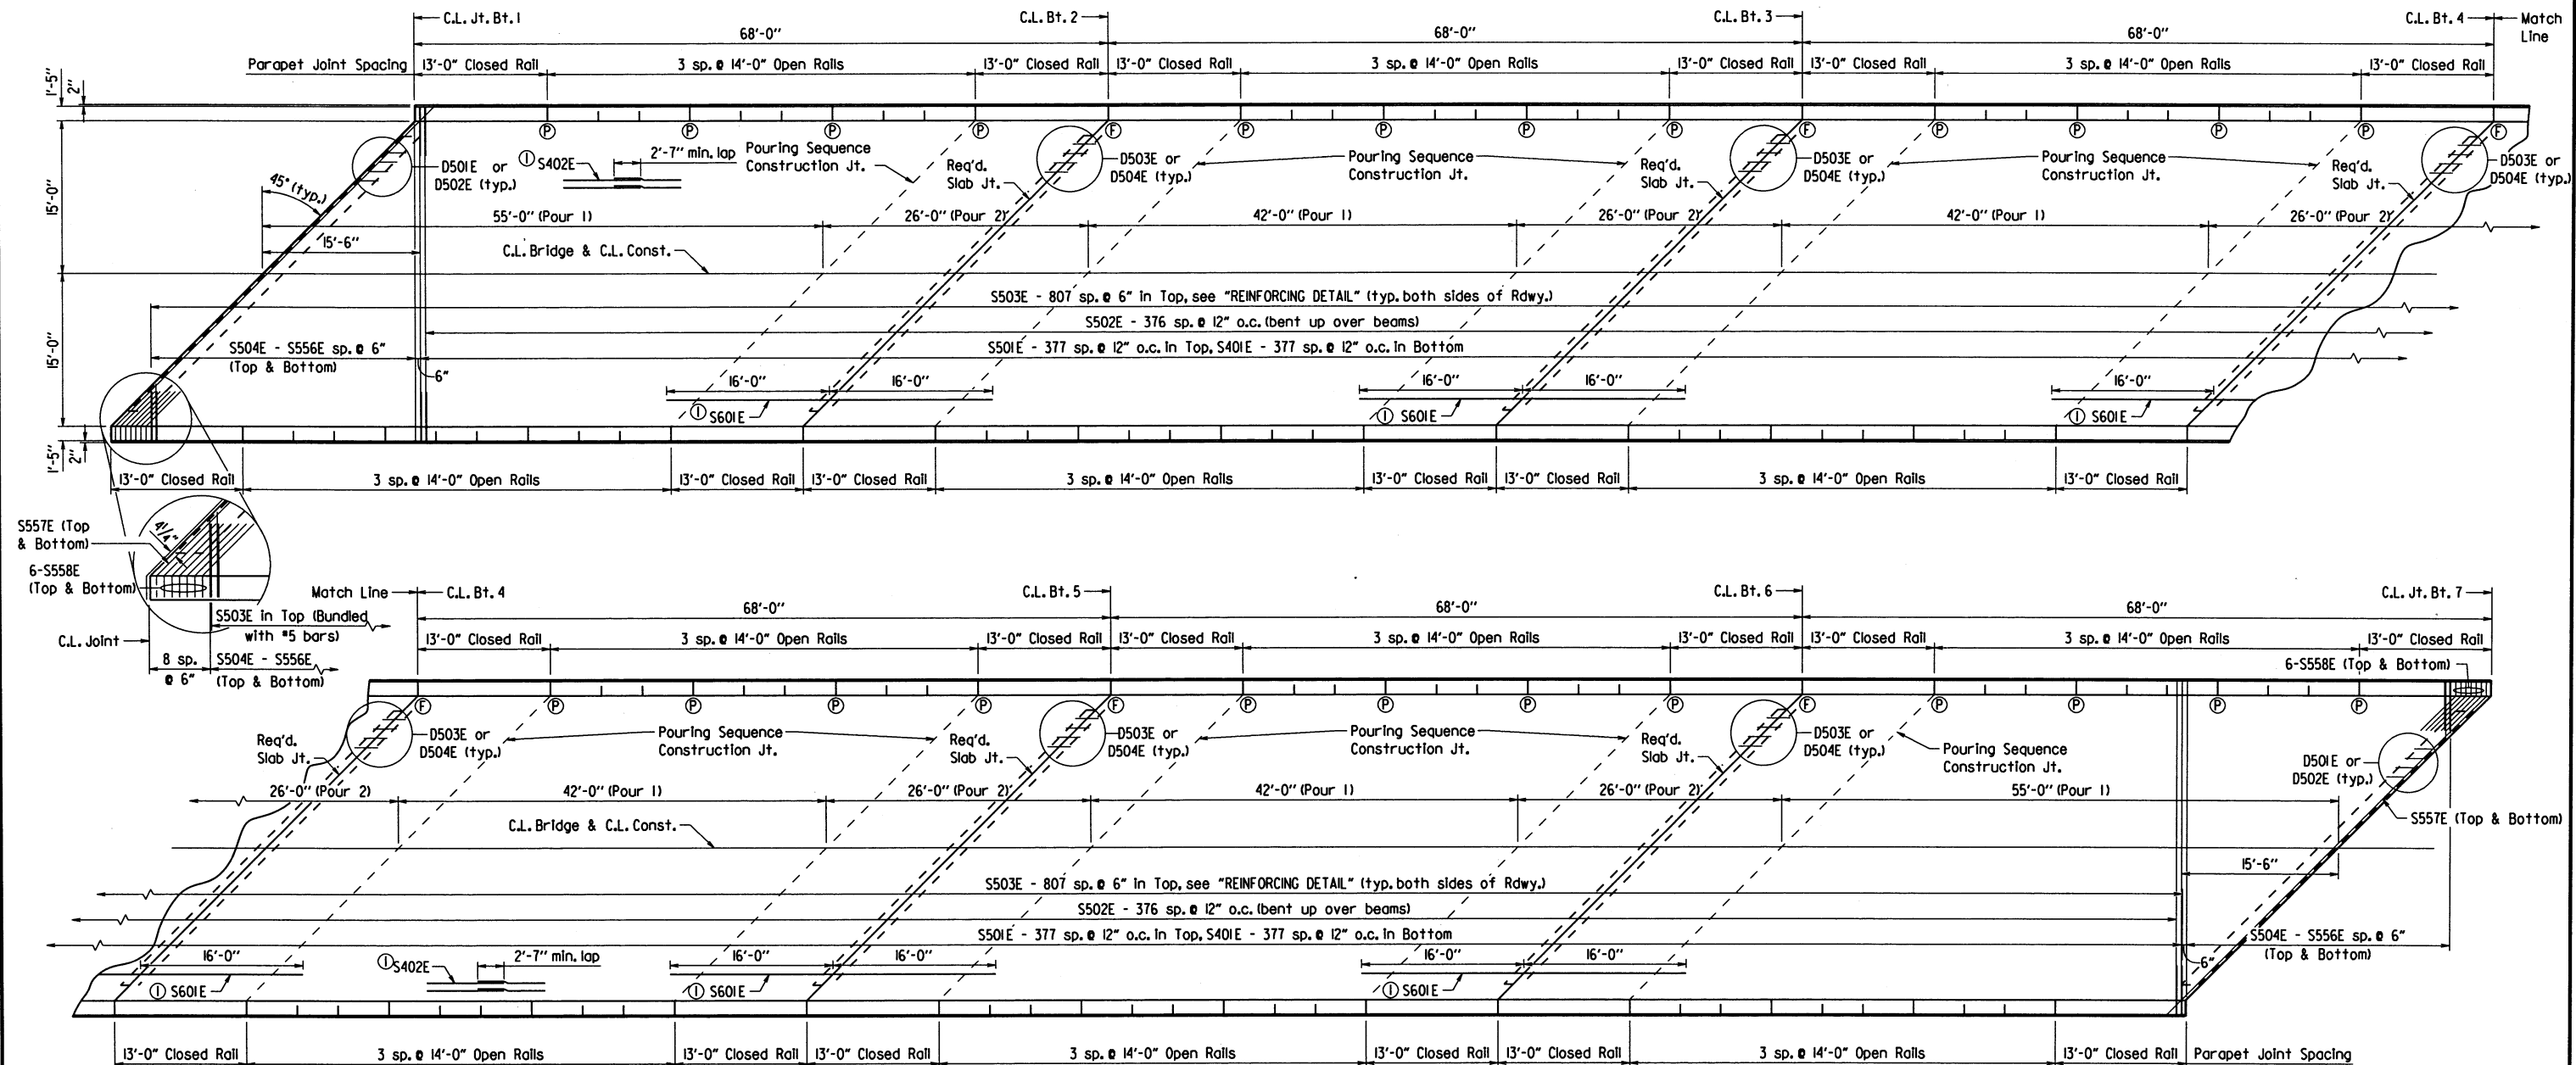 C.L. Jt. Bt. 1
C.L. Bt. 2
C.L. Bt. 3
C.L. Bt. 4
Match
Line
68'-0"
68'-0"
68'-0"
Parapet Joint Spacing
13'-0" Closed Rail
3 sp. @ 14'-0" Open Rails
13'-0" Closed Rail
13'-0" Closed Rail
3 sp. @ 14'-0" Open Rails
13'-0" Closed Rail
13'-0" Closed Rail
3 sp. @ 14'-0" Open Rails
13'-0" Closed Rail
1'-5"
2"
P P P P F P P P P F P P P P F
D501E or
D502E (typ.)
1 S402E
2'-7" min. lap
Pouring Sequence
Construction Jt.
Req'd.
Slab Jt.
D503E or
D504E (typ.)
Pouring Sequence
Construction Jt.
Req'd.
Slab Jt.
D503E or
D504E (typ.)
Pouring Sequence
Construction Jt.
Req'd.
Slab Jt.
D503E or
D504E (typ.)
45° (typ.)
15'-0"
55'-0" (Pour 1)
26'-0" (Pour 2)
42'-0" (Pour 1)
26'-0" (Pour 2)
42'-0" (Pour 1)
26'-0" (Pour 2)
15'-6"
C.L. Bridge & C.L. Const.
S503E - 807 sp. @ 6" in Top, see "REINFORCING DETAIL" (typ. both sides of Rdwy.)
S502E - 376 sp. @ 12" o.c. (bent up over beams)
S501E - 377 sp. @ 12" o.c. in Top, S401E - 377 sp. @ 12" o.c. in Bottom
15'-0"
S504E - S556E sp. @ 6"
(Top & Bottom)
6"
16'-0"
16'-0"
1 S601E
16'-0"
16'-0"
1 S601E
16'-0"
1 S601E
1'-5"
2"
13'-0" Closed Rail
3 sp. @ 14'-0" Open Rails
13'-0" Closed Rail
13'-0" Closed Rail
3 sp. @ 14'-0" Open Rails
13'-0" Closed Rail
13'-0" Closed Rail
3 sp. @ 14'-0" Open Rails
13'-0" Closed Rail
S557E (Top
& Bottom)
4 1/4"
6-S558E
(Top & Bottom)
S503E in Top (Bundled
with #5 bars)
C.L. Joint
8 sp.
@ 6"
S504E - S556E
(Top & Bottom)
Match Line
C.L. Bt. 4
C.L. Bt. 5
C.L. Bt. 6
C.L. Jt. Bt. 7
68'-0"
68'-0"
68'-0"
13'-0" Closed Rail
3 sp. @ 14'-0" Open Rails
13'-0" Closed Rail
13'-0" Closed Rail
3 sp. @ 14'-0" Open Rails
13'-0" Closed Rail
13'-0" Closed Rail
3 sp. @ 14'-0" Open Rails
13'-0" Closed Rail
6-S558E (Top & Bottom)
F P P P P F P P P P F P P P P
Req'd.
Slab Jt.
D503E or
D504E (typ.)
Pouring Sequence
Construction Jt.
Req'd.
Slab Jt.
D503E or
D504E (typ.)
Pouring Sequence
Construction Jt.
Req'd.
Slab Jt.
D503E or
D504E (typ.)
Pouring Sequence
Construction Jt.
D501E or
D502E (typ.)
26'-0" (Pour 2)
42'-0" (Pour 1)
26'-0" (Pour 2)
42'-0" (Pour 1)
26'-0" (Pour 2)
55'-0" (Pour 1)
S557E (Top & Bottom)
C.L. Bridge & C.L. Const.
15'-6"
S503E - 807 sp. @ 6" in Top, see "REINFORCING DETAIL" (typ. both sides of Rdwy.)
S502E - 376 sp. @ 12" o.c. (bent up over beams)
S501E - 377 sp. @ 12" o.c. in Top, S401E - 377 sp. @ 12" o.c. in Bottom
S504E - S556E sp. @ 6"
(Top & Bottom)
6"
16'-0"
16'-0"
1 S601E
1 S402E
2'-7" min. lap
16'-0"
16'-0"
1 S601E
16'-0"
16'-0"
1 S601E
13'-0" Closed Rail
3 sp. @ 14'-0" Open Rails
13'-0" Closed Rail
13'-0" Closed Rail
3 sp. @ 14'-0" Open Rails
13'-0" Closed Rail
13'-0" Closed Rail
3 sp. @ 14'-0" Open Rails
13'-0" Closed Rail
Parapet Joint Spacing